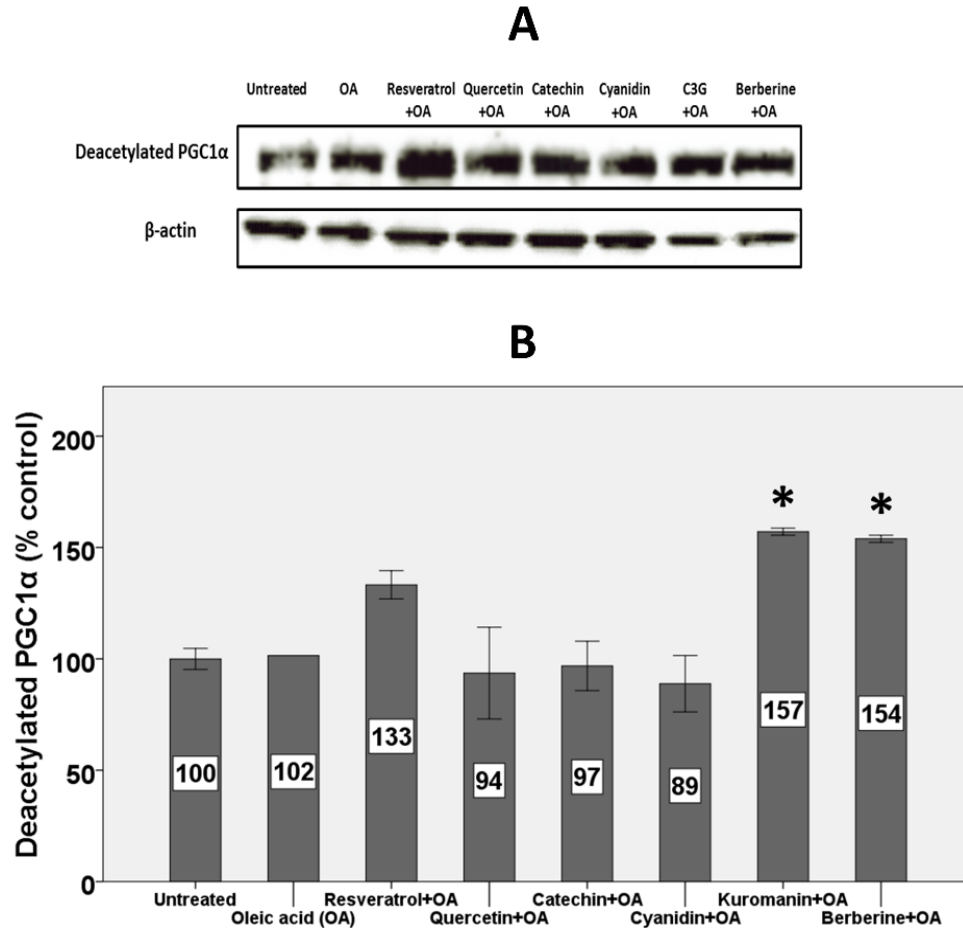 A
Untreated OA Resveratrol Quercetin Catechin Cyanidin C3G Berberine
+OA +OA +OA +OA +OA +OA
Deacetylated PGC1α
β-actin
B
Deacetylated PGC1α (% control)
200
150
100
50
0
100
102
133
94
97
89
*
157
*
154
Untreated
Oleic acid (OA)
Resveratrol+OA
Quercetin+OA
Catechin+OA
Cyanidin+OA
Kuromanin+OA
Berberine+OA